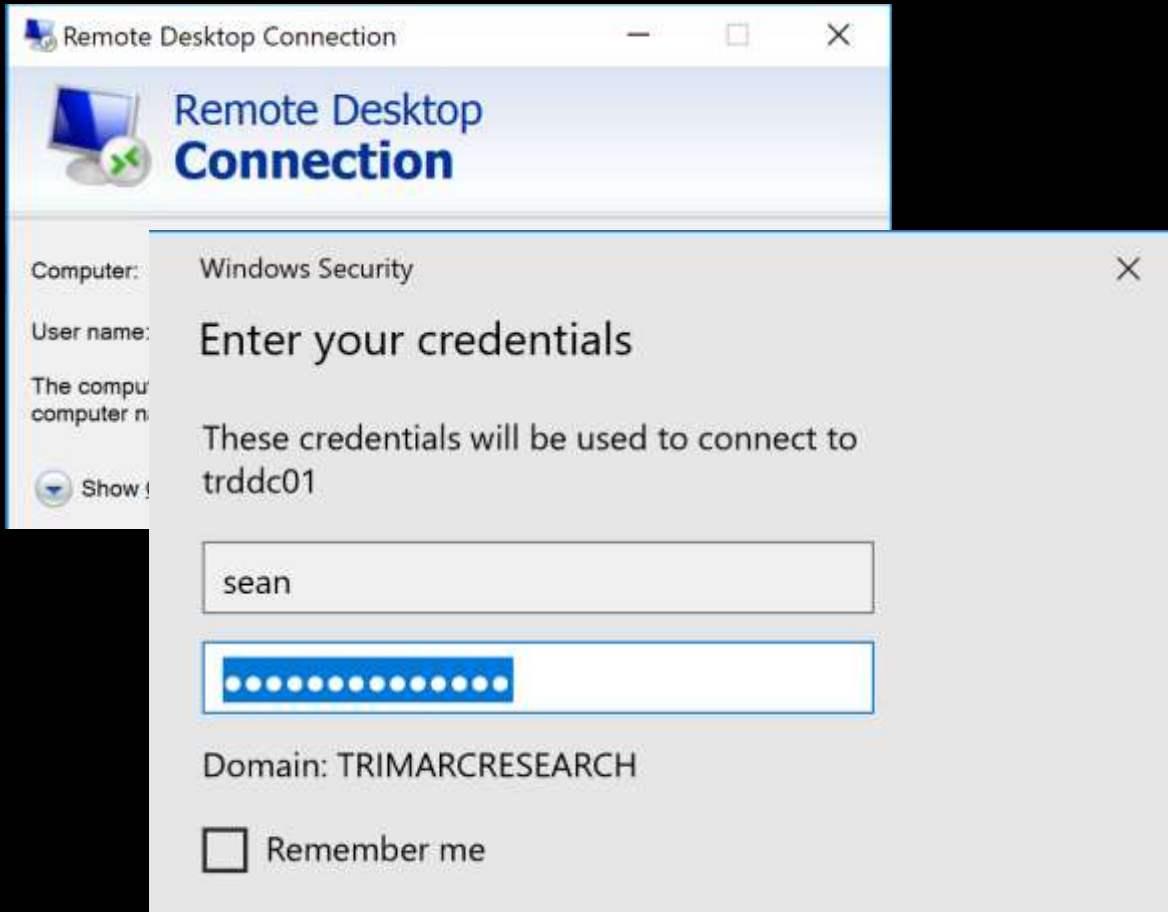 Remote Desktop Connection
Remote Desktop
Connection
Computer:
User name:
The compu
computer n
Show
Windows Security
Enter your credentials
These credentials will be used to connect to
trddc01
sean
Domain: TRIMARCRESEARCH
Remember me